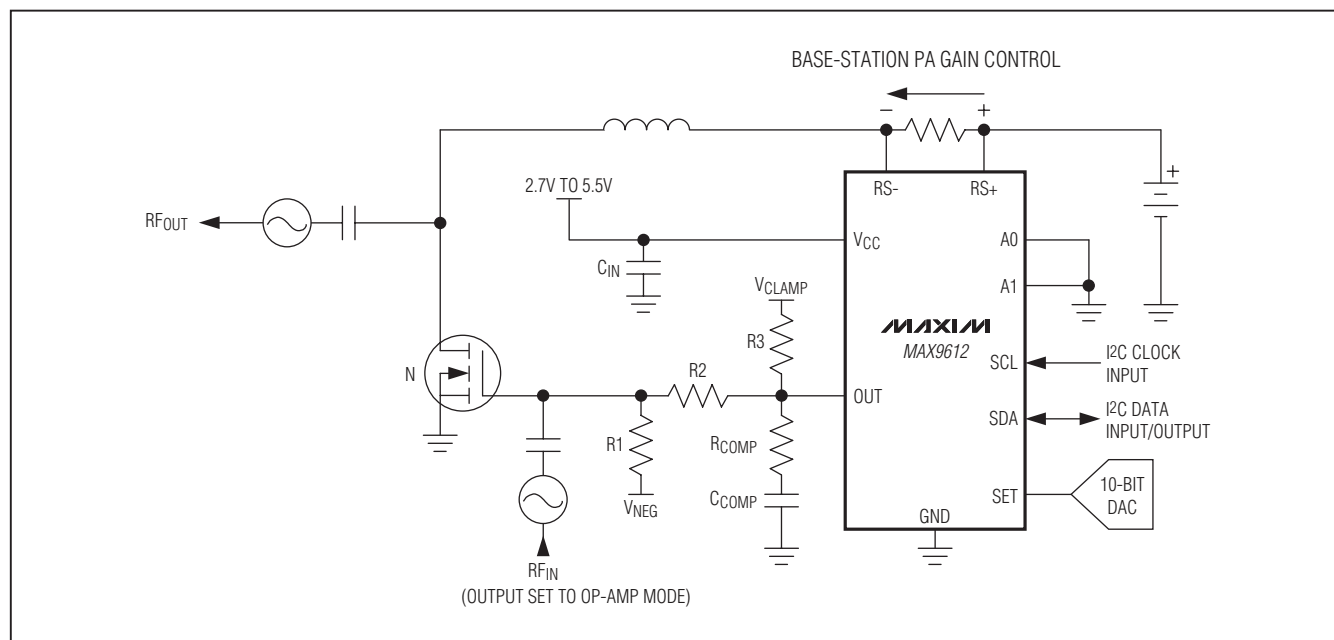 BASE-STATION PA GAIN CONTROL
− +
RS- RS+
+
2.7V TO 5.5V
RFOUT
VCC
A0
CIN
A1
VCLAMP
MAXIM
MAX9612
R3
N
R2
SCL
I2C CLOCK
INPUT
OUT
SDA
I2C DATA
INPUT/OUTPUT
R1
RCOMP
VNEG
CCOMP
SET
10-BIT
DAC
GND
RFIN
(OUTPUT SET TO OP-AMP MODE)